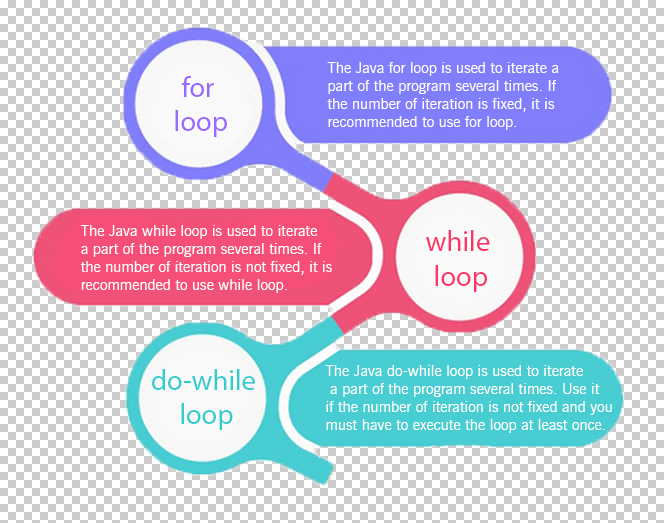 for
loop
The Java for loop is used to iterate a
part of the program several times. If
the number of iteration is fixed, it is
recommended to use for loop.
The Java while loop is used to iterate
a part of the program several times. If
the number of iteration is not fixed, it is
recommended to use while loop.
while
loop
do-while
loop
The Java do-while loop is used to iterate
a part of the program several times. Use it
if the number of iteration is not fixed and you
must have to execute the loop at least once.